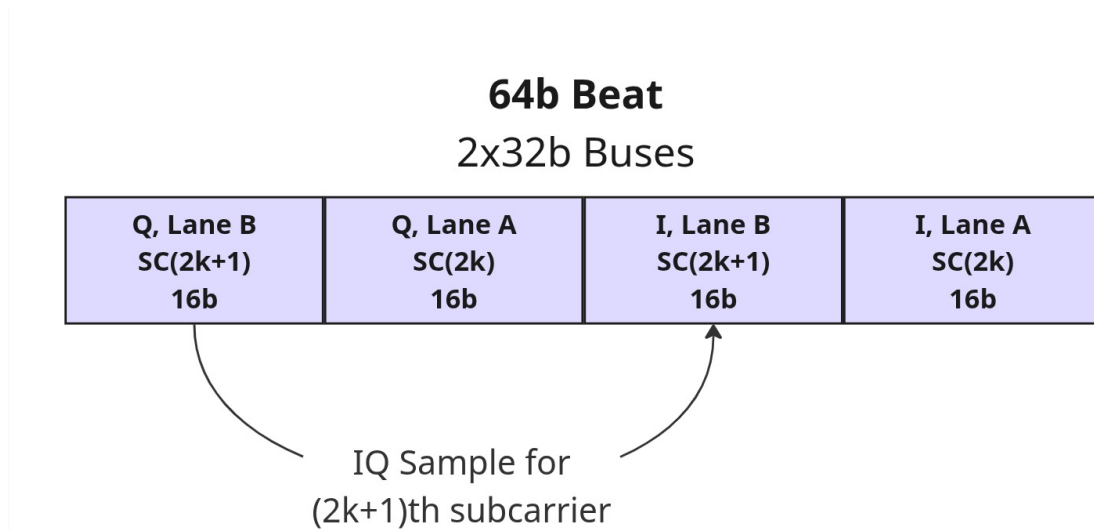 64b Beat
2x32b Buses
Q, Lane B
SC(2k+1)
16b
Q, Lane A
SC(2k)
16b
I, Lane B
SC(2k+1)
16b
I, Lane A
SC(2k)
16b
IQ Sample for
(2k+1)th subcarrier